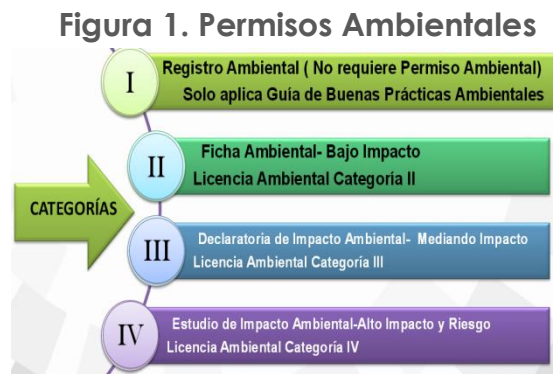 Figura 1. Permisos Ambientales
I
Registro Ambiental ( No requiere Permiso Ambiental)
Solo aplica Guía de Buenas Prácticas Ambientales
II
Ficha Ambiental- Bajo Impacto
Licencia Ambiental Categoria II
CATEGORÍAS
III
Declaratoria de Impacto Ambiental- Mediando Impacto
Licencia Ambiental Categoría III
IV
Estudio de Impacto Ambiental-Alto Impacto y Riesgo
Licencia Ambiental Categoría IV